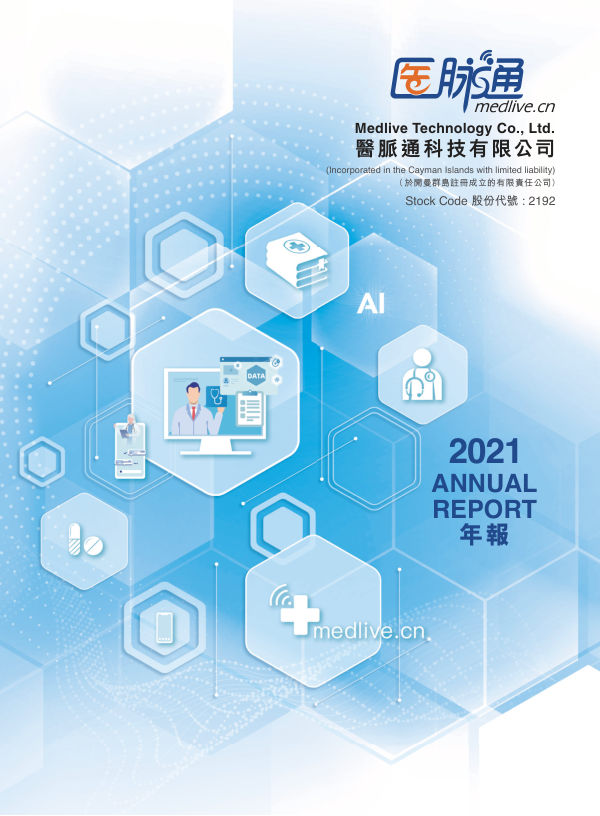 医脉通
medlive.cn
Medlive Technology Co., Ltd.
醫脈通科技有限公司
(Incorporated in the Cayman Islands with limited liability)
(於開曼群島註冊成立的有限責任公司)
Stock Code 股份代號 : 2192
AI
DATA
2021
ANNUAL
REPORT
年報
medlive.cn